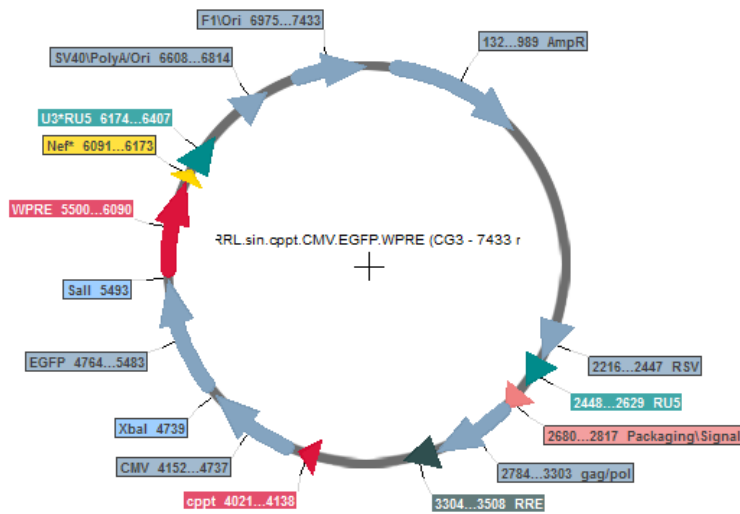 F1\Ori 6975...7433
132...989 AmpR
SV40\PolyA/Ori 6608...6814
U3*RU5 6174...6407
Nef* 6091...6173
WPRE 5500...6090
RRL.sin.cppt.CMV.EGFP.WPRE (CG3 - 7433 r
SalI 5493
EGFP 4764...5483
2216...2447 RSV
2448...2629 RU5
XbaI 4739
2680...2817 Packaging\Signal
CMV 4152...4737
2784...3303 gag/pol
cppt 4021...4138
3304...3508 RRE